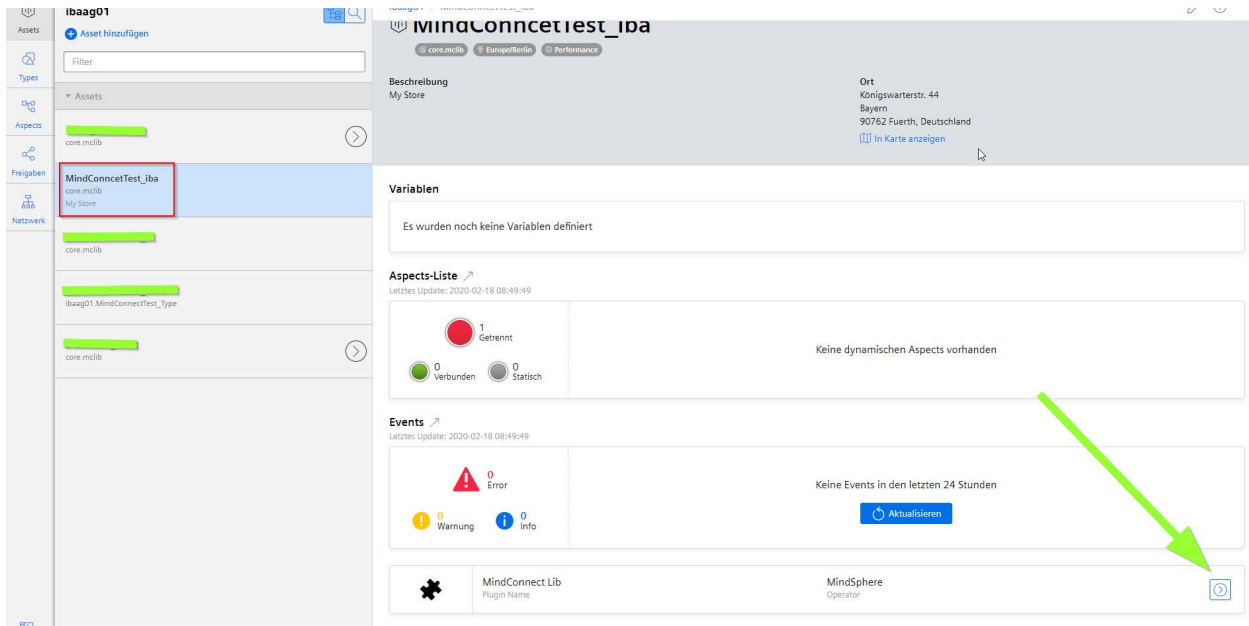 Assets
Types
Aspects
Freigaben
Netzwerk
ibaag01
Asset hinzufügen
Filter
Assets
core.mclib
MindConncetTest_iba
core.mclib
My Store
core.mclib
ibaag01.MindConnectTest_Type
core.mclib
MindConncetTest_iba
core.mclib
Europe/Berlin
Performance
Beschreibung
My Store
Ort
Königswarterstr. 44
Bayern
90762 Fuerth, Deutschland
In Karte anzeigen
Variablen
Es wurden noch keine Variablen definiert
Aspects-Liste
Letztes Update: 2020-02-18 08:49:49
1
Getrennt
0
Verbunden
0
Statisch
Keine dynamischen Aspects vorhanden
Events
Letztes Update: 2020-02-18 08:49:49
0
Error
0
Warnung
0
Info
Keine Events in den letzten 24 Stunden
Aktualisieren
MindConnect Lib
Plugin Name
MindSphere
Operator